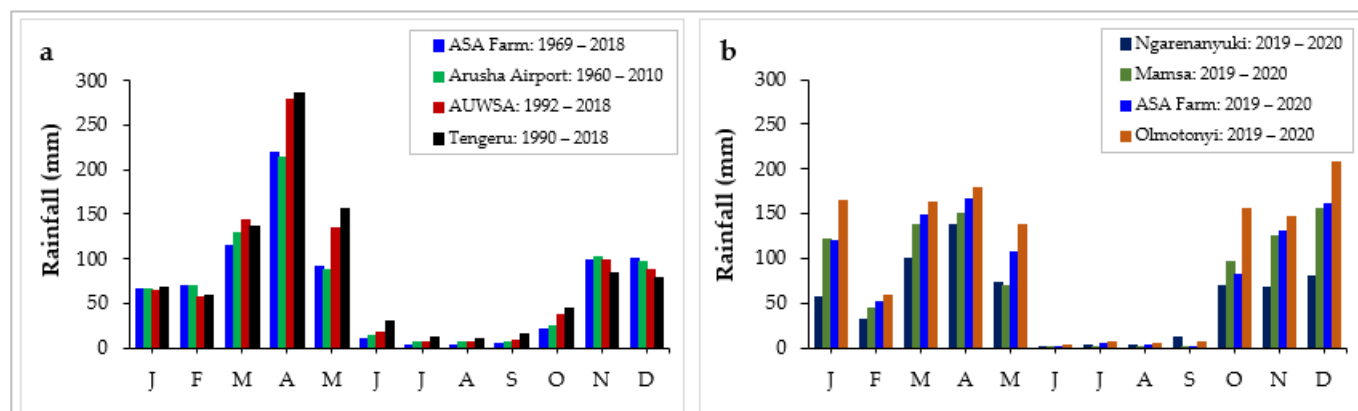 a
ASA Farm: 1969 – 2018
Arusha Airport: 1960 – 2010
AUWSA: 1992 – 2018
Tengeru: 1990 – 2018
Rainfall (mm)
300
250
200
150
100
50
0
J F M A M J J A S O N D
b
Ngarenanyuki: 2019 – 2020
Mamsa: 2019 – 2020
ASA Farm: 2019 – 2020
Olmotonyi: 2019 – 2020
Rainfall (mm)
300
250
200
150
100
50
0
J F M A M J J A S O N D